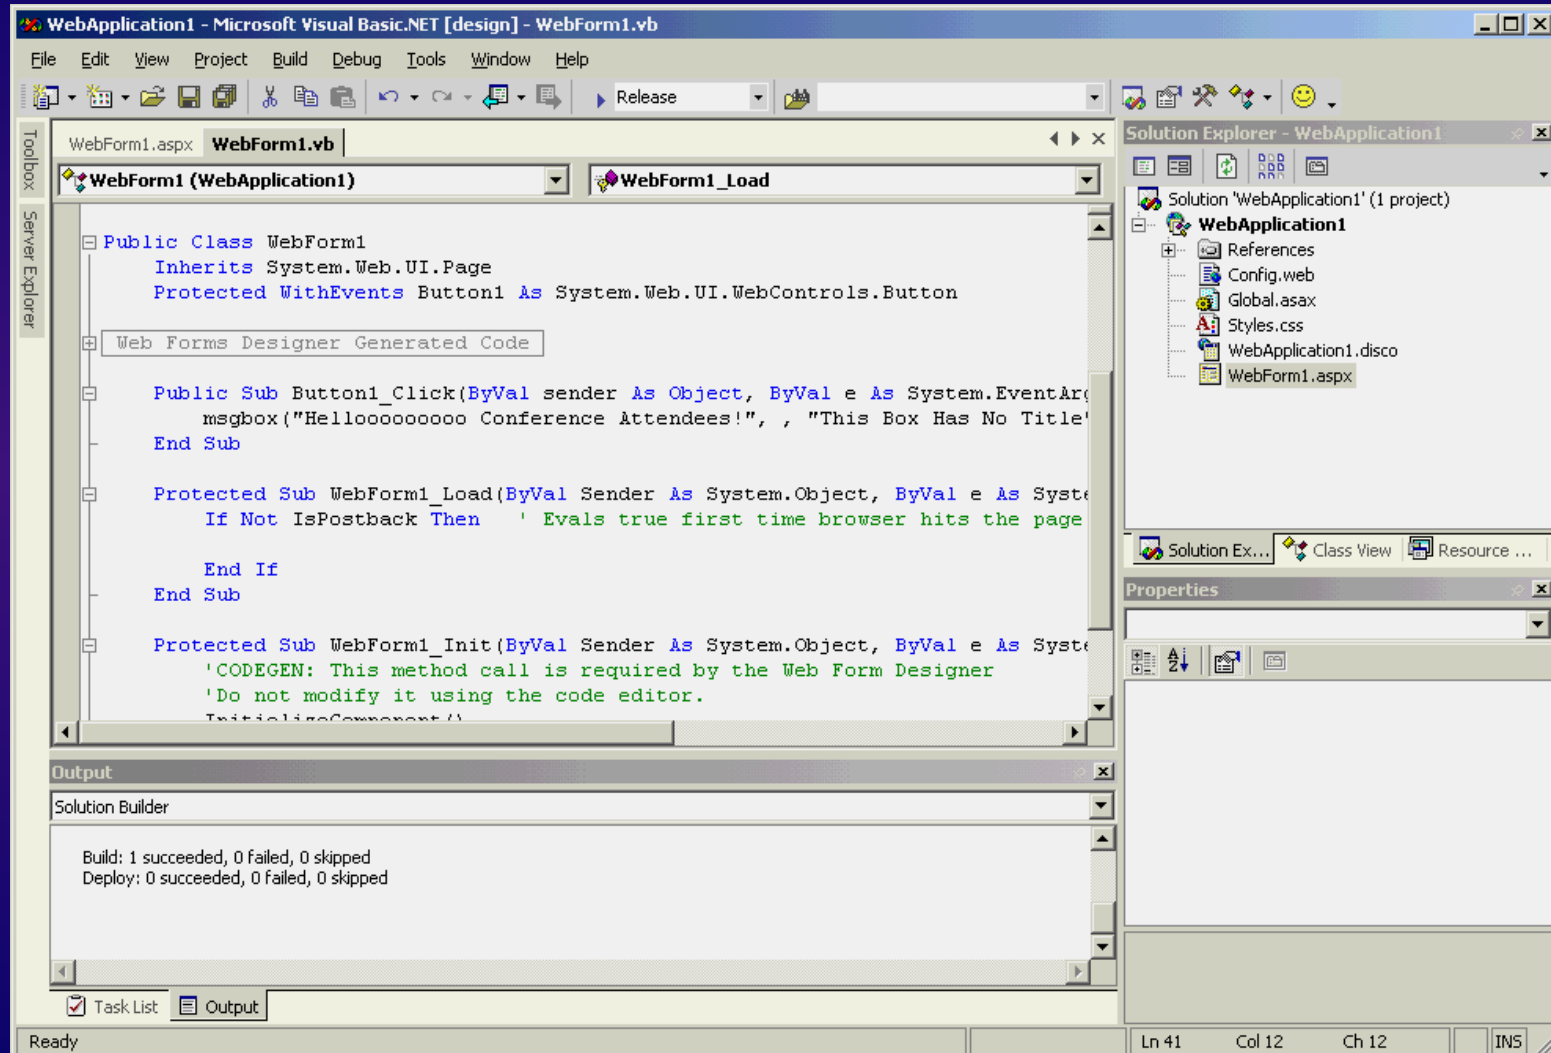 WebApplication1 - Microsoft Visual Basic.NET [design] - WebForm1.vb
File Edit View Project Build Debug Tools Window Help
Release
Toolbox
Server Explorer
WebForm1.aspx WebForm1.vb
WebForm1 (WebApplication1) WebForm1_Load
Public Class WebForm1
Inherits System.Web.UI.Page
Protected WithEvents Button1 As System.Web.UI.WebControls.Button
Web Forms Designer Generated Code
Public Sub Button1_Click(ByVal sender As Object, ByVal e As System.EventArg
msgbox("Hellooooooooo Conference Attendees!", , "This Box Has No Title"
End Sub
Protected Sub WebForm1_Load(ByVal Sender As System.Object, ByVal e As Syste
If Not IsPostback Then ' Evals true first time browser hits the page
End If
End Sub
Protected Sub WebForm1_Init(ByVal Sender As System.Object, ByVal e As Syste
'CODEGEN: This method call is required by the Web Form Designer
'Do not modify it using the code editor.
InitializeComponent()
Output
Solution Builder
Build: 1 succeeded, 0 failed, 0 skipped
Deploy: 0 succeeded, 0 failed, 0 skipped
Task List Output
Solution Explorer - WebApplication1
Solution 'WebApplication1' (1 project)
WebApplication1
References
Config.web
Global.asax
Styles.css
WebApplication1.disco
WebForm1.aspx
Solution Ex... Class View Resource ...
Properties
Ready Ln 41 Col 12 Ch 12 INS